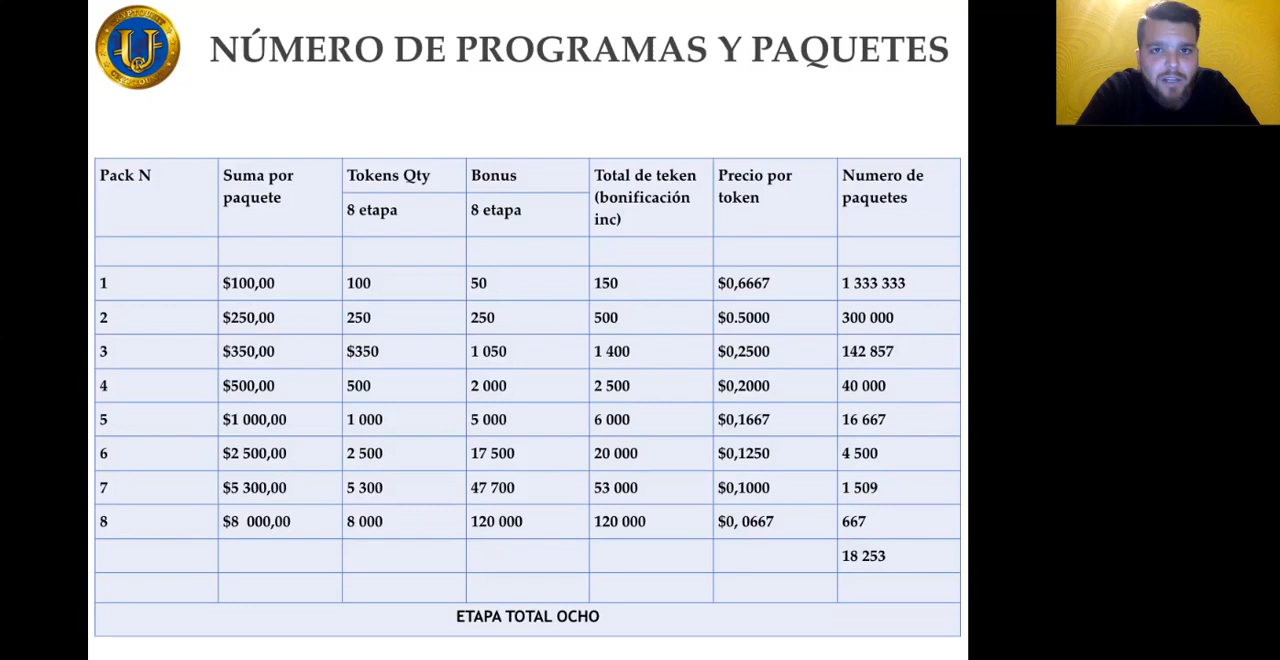 NÚMERO DE PROGRAMAS Y PAQUETES
Pack N
Suma por paquete
Tokens Qty
8 etapa
Bonus
8 etapa
Total de teken (bonificación inc)
Precio por token
Numero de paquetes
1 $100,00 100 50 150 $0,6667 1 333 333
2 $250,00 250 250 500 $0.5000 300 000
3 $350,00 $350 1 050 1 400 $0,2500 142 857
4 $500,00 500 2 000 2 500 $0,2000 40 000
5 $1 000,00 1 000 5 000 6 000 $0,1667 16 667
6 $2 500,00 2 500 17 500 20 000 $0,1250 4 500
7 $5 300,00 5 300 47 700 53 000 $0,1000 1 509
8 $8 000,00 8 000 120 000 120 000 $0, 0667 667
18 253
ETAPA TOTAL OCHO